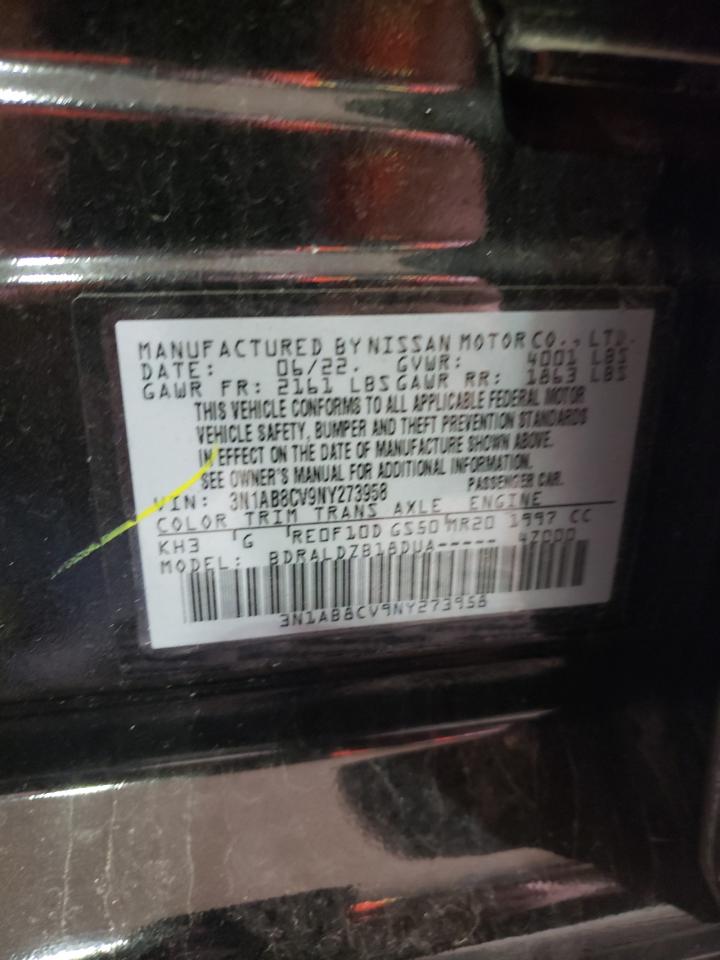 MANUFACTURED BY NISSAN MOTOR CO., LTD.
DATE: 06/22. GVWR: 4001 LBS
GAWR FR: 2161 LBS GAWR RR: 1863 LBS
THIS VEHICLE CONFORMS TO ALL APPLICABLE FEDERAL MOTOR
VEHICLE SAFETY, BUMPER AND THEFT PREVENTION STANDARDS
IN EFFECT ON THE DATE OF MANUFACTURE SHOWN ABOVE.
SEE OWNER'S MANUAL FOR ADDITIONAL INFORMATION.
VIN: 3N1AB8CV9NY273958 PASSENGER CAR.
COLOR TRIM TRANS AXLE ENGINE
KH3 G RE0F10D GS50 MR20 1997 CC
MODEL: BDRALDZB18DUA----- 4Z000
3N1AB8CV9NY273958